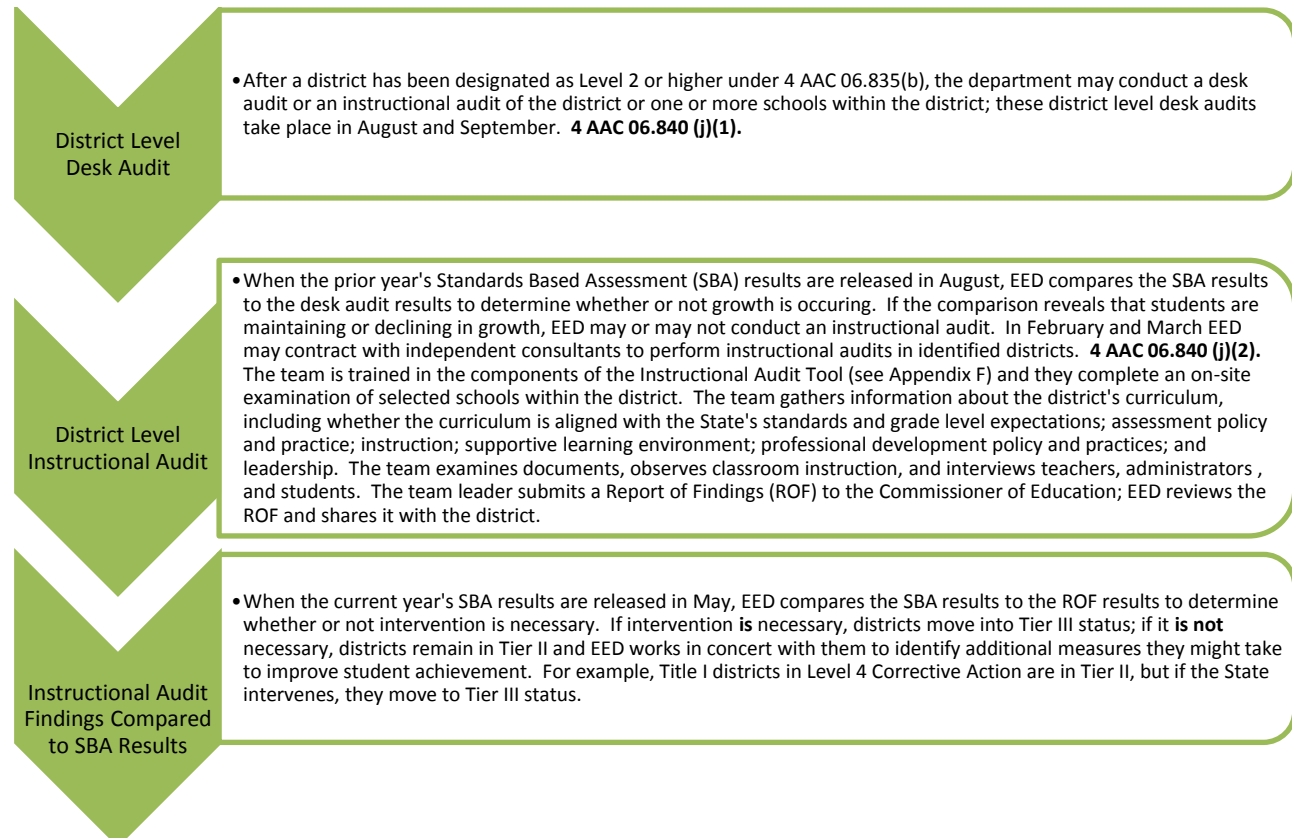 District Level
Desk Audit
•After a district has been designated as Level 2 or higher under 4 AAC 06.835(b), the department may conduct a desk
audit or an instructional audit of the district or one or more schools within the district; these district level desk audits
take place in August and September.  4 AAC 06.840 (j)(1).
District Level
Instructional Audit
•When the prior year's Standards Based Assessment (SBA) results are released in August, EED compares the SBA results
to the desk audit results to determine whether or not growth is occuring.  If the comparison reveals that students are
maintaining or declining in growth, EED may or may not conduct an instructional audit.  In February and March EED
may contract with independent consultants to perform instructional audits in identified districts.  4 AAC 06.840 (j)(2).
The team is trained in the components of the Instructional Audit Tool (see Appendix F) and they complete an on-site
examination of selected schools within the district.  The team gathers information about the district's curriculum,
including whether the curriculum is aligned with the State's standards and grade level expectations; assessment policy
and practice; instruction; supportive learning environment; professional development policy and practices; and
leadership.  The team examines documents, observes classroom instruction, and interviews teachers, administrators ,
and students.  The team leader submits a Report of Findings (ROF) to the Commissioner of Education; EED reviews the
ROF and shares it with the district.
Instructional Audit
Findings Compared
to SBA Results
•When the current year's SBA results are released in May, EED compares the SBA results to the ROF results to determine
whether or not intervention is necessary.  If intervention is necessary, districts move into Tier III status; if it is not
necessary, districts remain in Tier II and EED works in concert with them to identify additional measures they might take
to improve student achievement.  For example, Title I districts in Level 4 Corrective Action are in Tier II, but if the State
intervenes, they move to Tier III status.